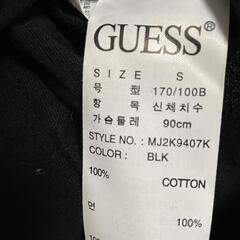 GUESS®
SIZE S
호 형 170/100B
항 목 신체치수
가슴둘레 90cm
STYLE NO.: MJ2K9407K
COLOR: BLK
100% COTTON
면 100%